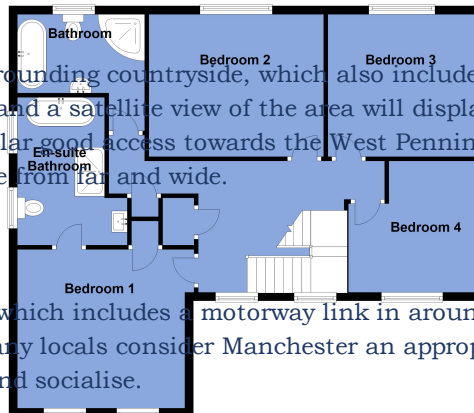 Bathroom
Bedroom 2
Bedroom 3
rounding countryside, which also include
and a satellite view of the area will displa
lar good access towards the West Pennin
En-suite
Bathroom
e from far and wide.
Bedroom 4
Bedroom 1
which includes a motorway link in aroun
any locals consider Manchester an approp
nd socialise.